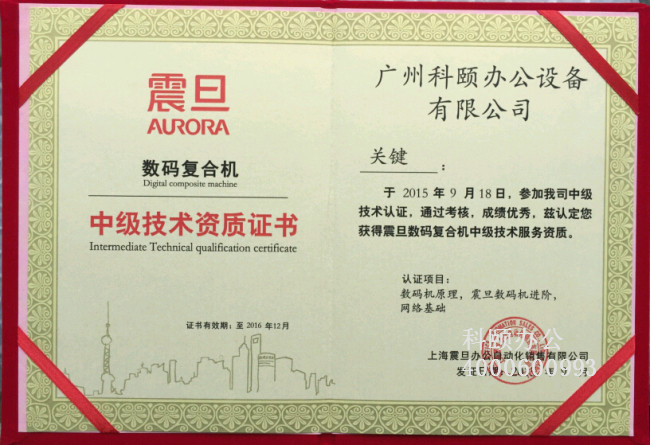 震旦
AURORA
数码复合机
Digital composite machine
中级技术资质证书
Intermediate Technical qualification certificate
证书有效期：至 2016 年12月
广州科颐办公设备
有限公司
关键：
于 2015 年 9 月 18 日，参加我司中级
技术认证，通过考核，成绩优秀，兹认定您
获得震旦数码复合机中级技术服务资质。
认证项目：
数码机原理，震旦数码机进阶，
网络基础
科颐办公
上海震旦办公自动化销售有限公司
4000600993
发证日期：